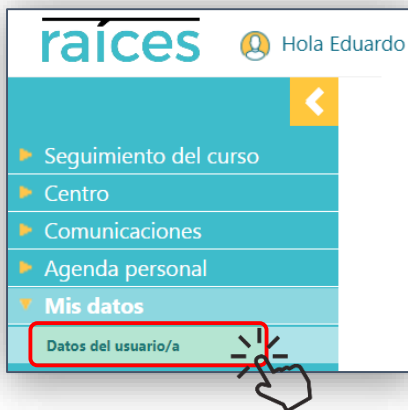 raíces
Hola Eduardo
Seguimiento del curso
Centro
Comunicaciones
Agenda personal
Mis datos
Datos del usuario/a